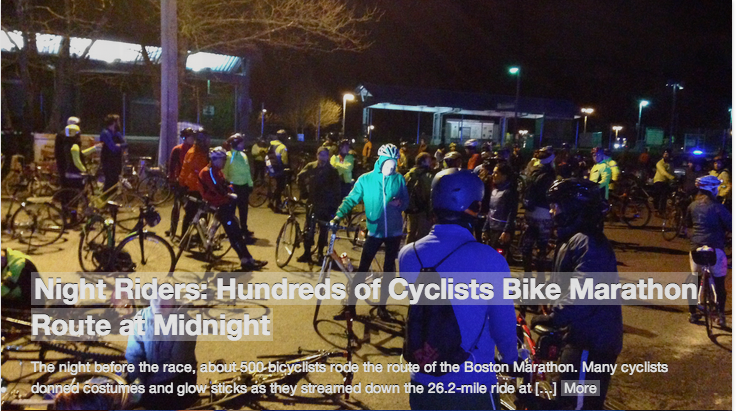 Night Riders: Hundreds of Cyclists Bike Marathon
Route at Midnight
The night before the race, about 500 bicyclists rode the route of the Boston Marathon. Many cyclists
donned costumes and glow sticks as they streamed down the 26.2-mile ride at [...] More